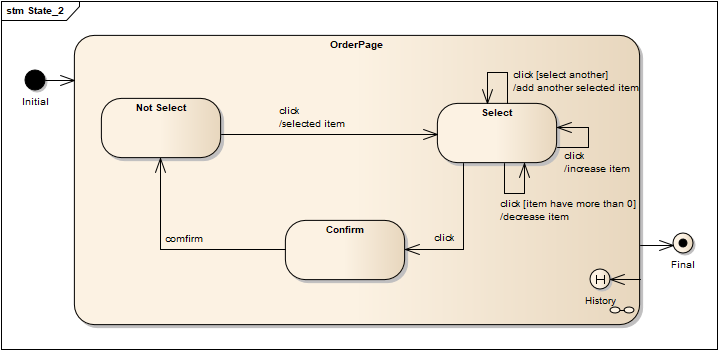 stm State_2
OrderPage
Initial
Not Select
click
/selected item
click [select another]
/add another selected item
Select
click
/increase item
click [item have more than 0]
/decrease item
Confirm
click
comfirm
Final
H
History